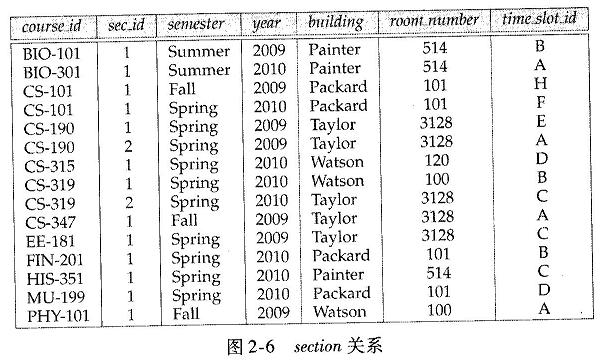 course_id sec_id semester year building room_number time_slot_id
BIO-101 1 Summer 2009 Painter 514 B
BIO-301 1 Summer 2010 Painter 514 A
CS-101 1 Fall 2009 Packard 101 H
CS-101 1 Spring 2010 Packard 101 F
CS-190 1 Spring 2009 Taylor 3128 E
CS-190 2 Spring 2009 Taylor 3128 A
CS-315 1 Spring 2010 Watson 120 D
CS-319 1 Spring 2010 Watson 100 B
CS-319 2 Spring 2010 Taylor 3128 C
CS-347 1 Fall 2009 Taylor 3128 A
EE-181 1 Spring 2009 Taylor 3128 C
FIN-201 1 Spring 2010 Packard 101 B
HIS-351 1 Spring 2010 Painter 514 C
MU-199 1 Spring 2010 Packard 101 D
PHY-101 1 Fall 2009 Watson 100 A
图 2-6 section 关系